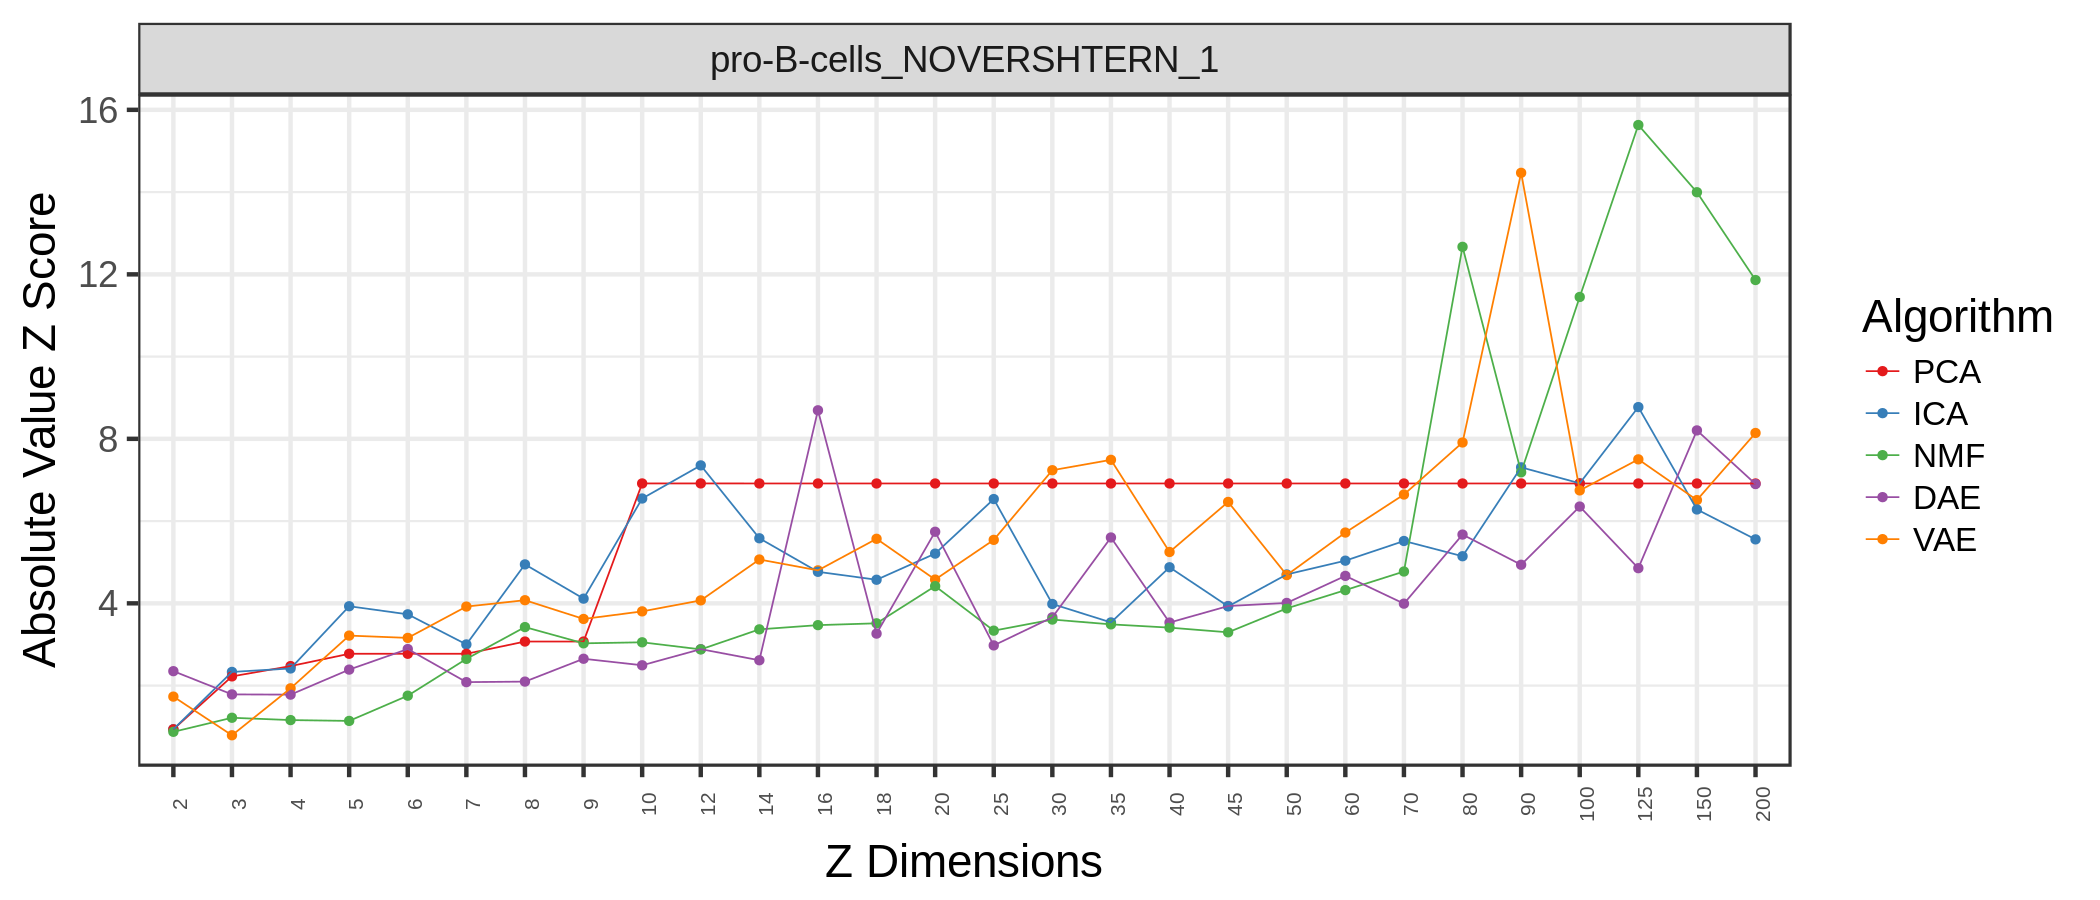 pro-B-cells_NOVERSHTERN_1
Absolute Value Z Score
16
12
8
4
2 3 4 5 6 7 8 9 10 12 14 16 18 20 25 30 35 40 45 50 60 70 80 90 100 125 150 200
Z Dimensions
Algorithm
PCA
ICA
NMF
DAE
VAE